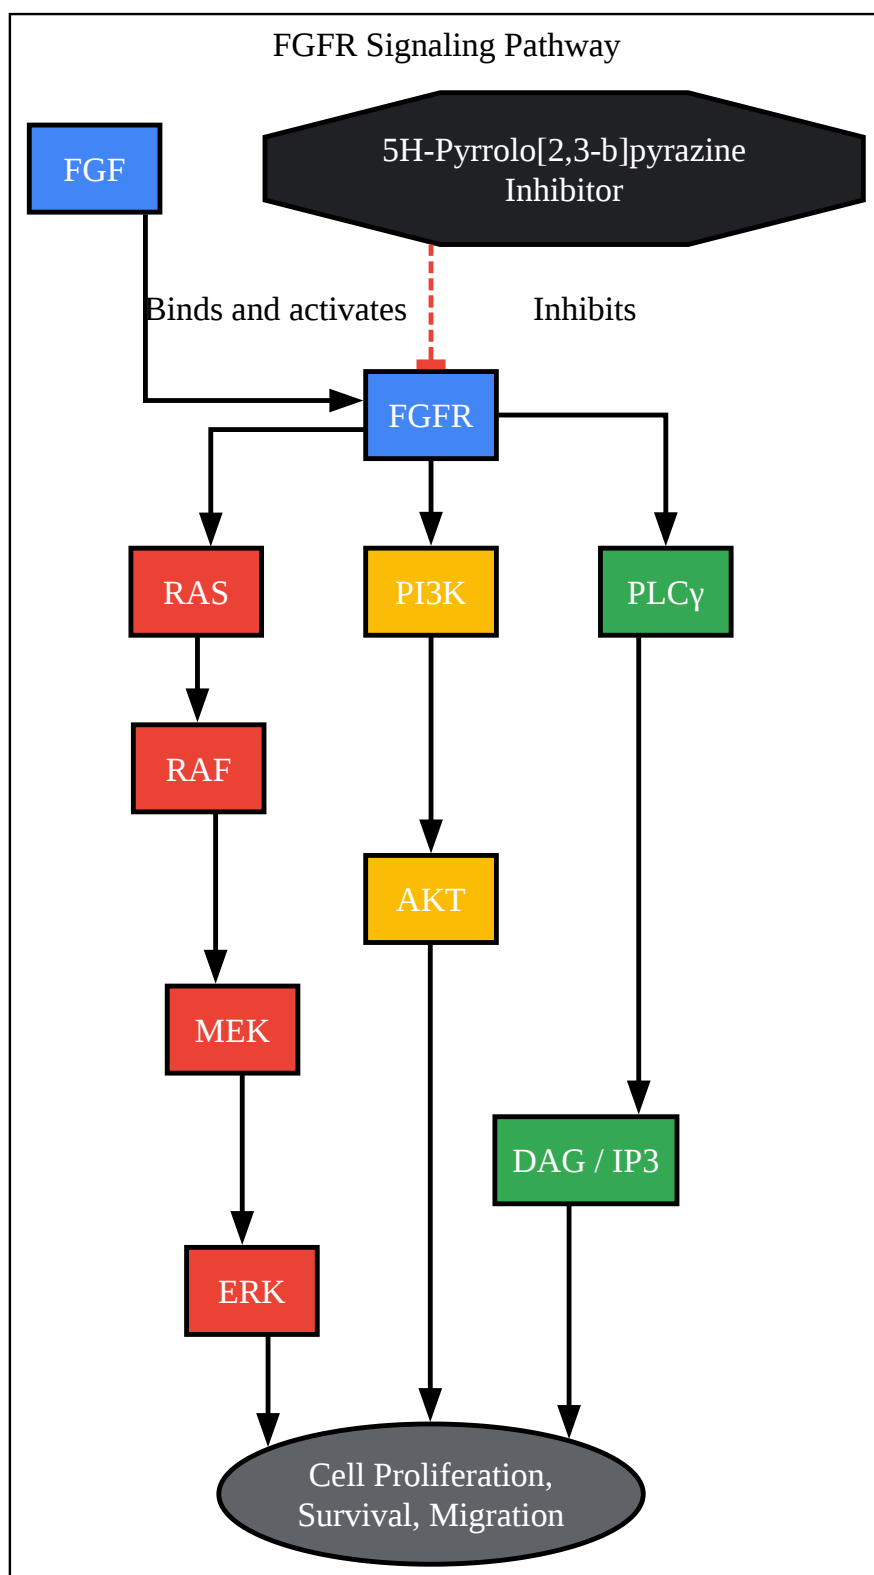 FGFR Signaling Pathway
FGF
5H-Pyrrolo[2,3-b]pyrazine
Inhibitor
Binds and activates
Inhibits
FGFR
RAS
PI3K
PLCγ
RAF
AKT
MEK
DAG / IP3
ERK
Cell Proliferation,
Survival, Migration